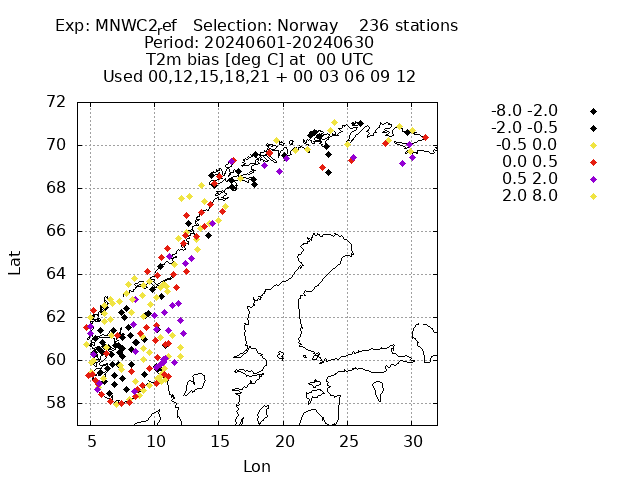 Exp: MNWC2ref   Selection: Norway    236 stations
Period: 20240601-20240630
T2m bias [deg C] at  00 UTC
Used 00,12,15,18,21 + 00 03 06 09 12
72
70
68
66
64
62
60
58
5 10 15 20 25 30
Lat
Lon
-8.0 -2.0
-2.0 -0.5
-0.5 0.0
0.0 0.5
0.5 2.0
2.0 8.0